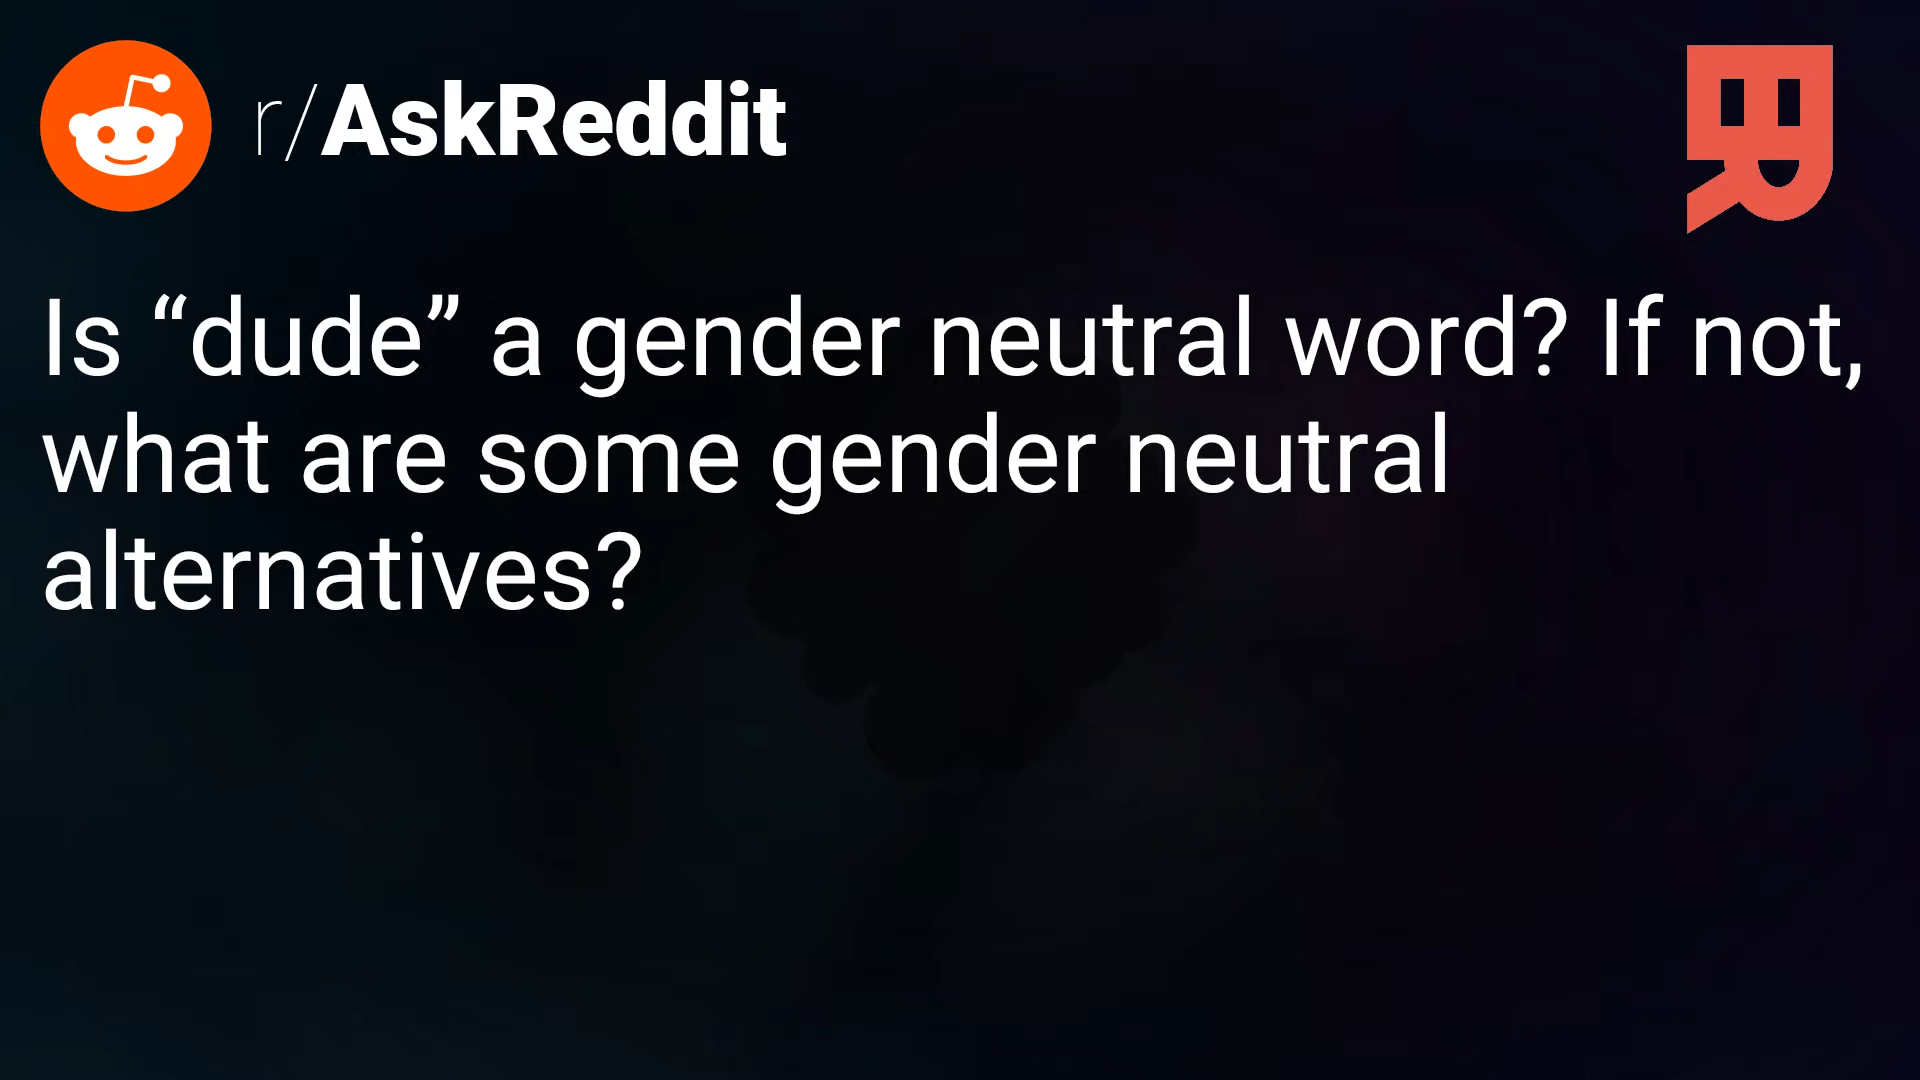 r/AskReddit
Is “dude” a gender neutral word? If not,
what are some gender neutral
alternatives?